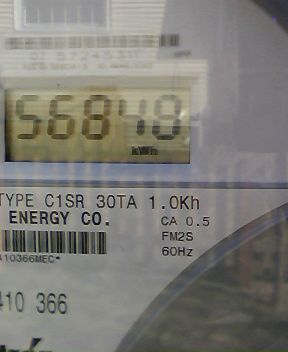 56848
kWh
TYPE C1SR 30TA 1.0Kh
ENERGY CO.
CA 0.5
FM2S
60Hz
410366MEC*
410 366